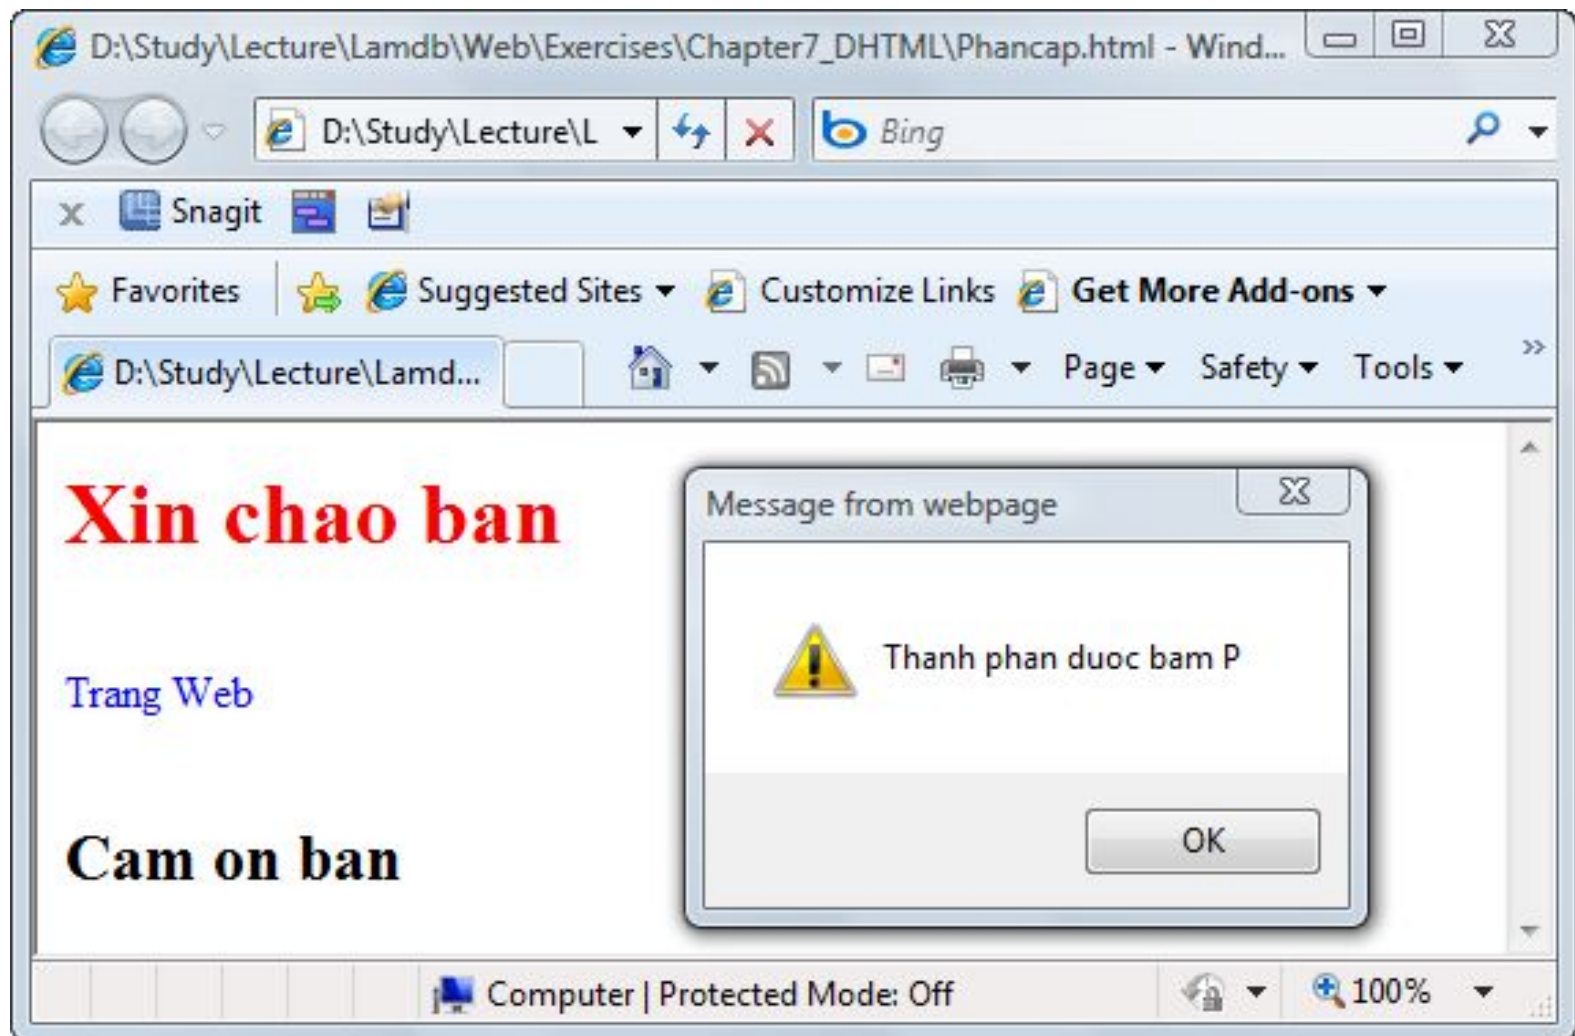 D:\Study\Lecture\Lamdb\Web\Exercises\Chapter7_DHTML\Phancap.html - Wind...
D:\Study\Lecture\L
Bing
x Snagit
Favorites Suggested Sites Customize Links Get More Add-ons
D:\Study\Lecture\Lamd... Page Safety Tools »
Xin chao ban
Trang Web
Cam on ban
Message from webpage
Thanh phan duoc bam P
OK
Computer | Protected Mode: Off 100%